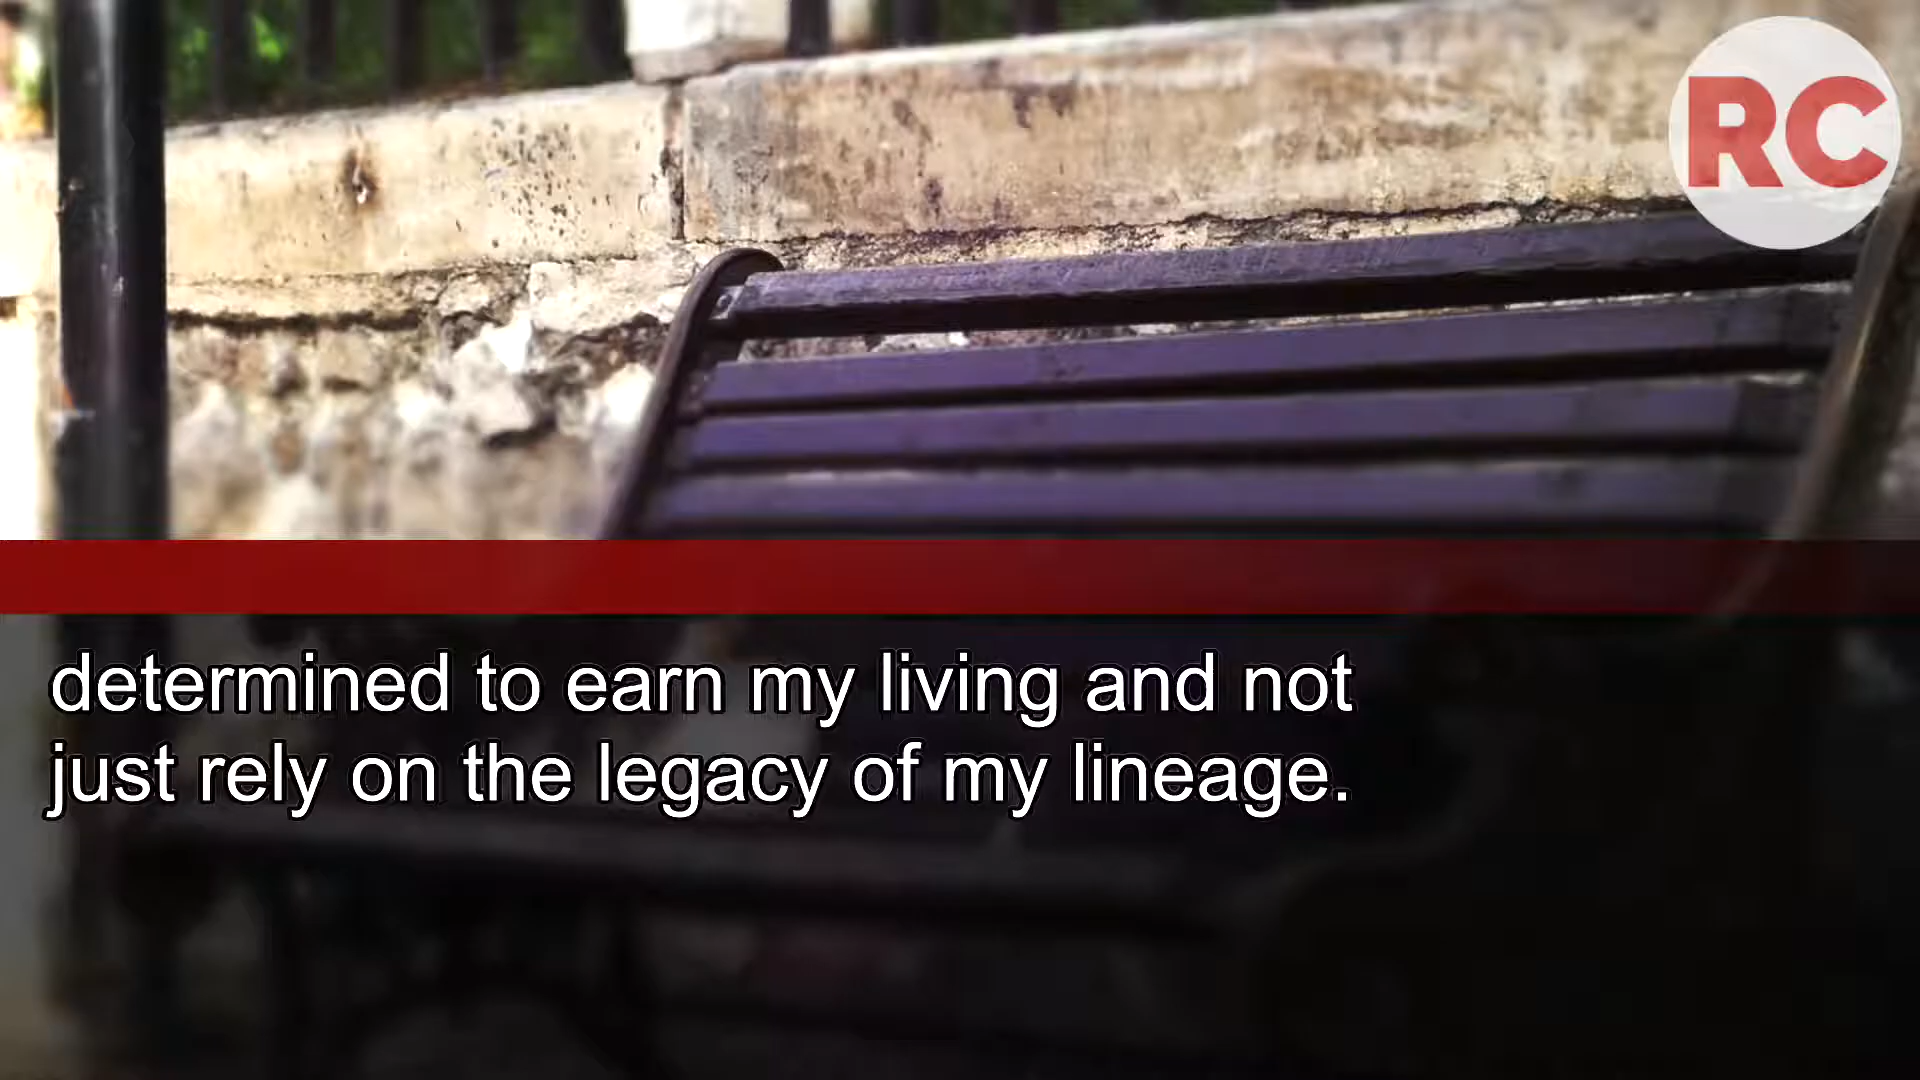 RC
determined to earn my living and not
just rely on the legacy of my lineage.